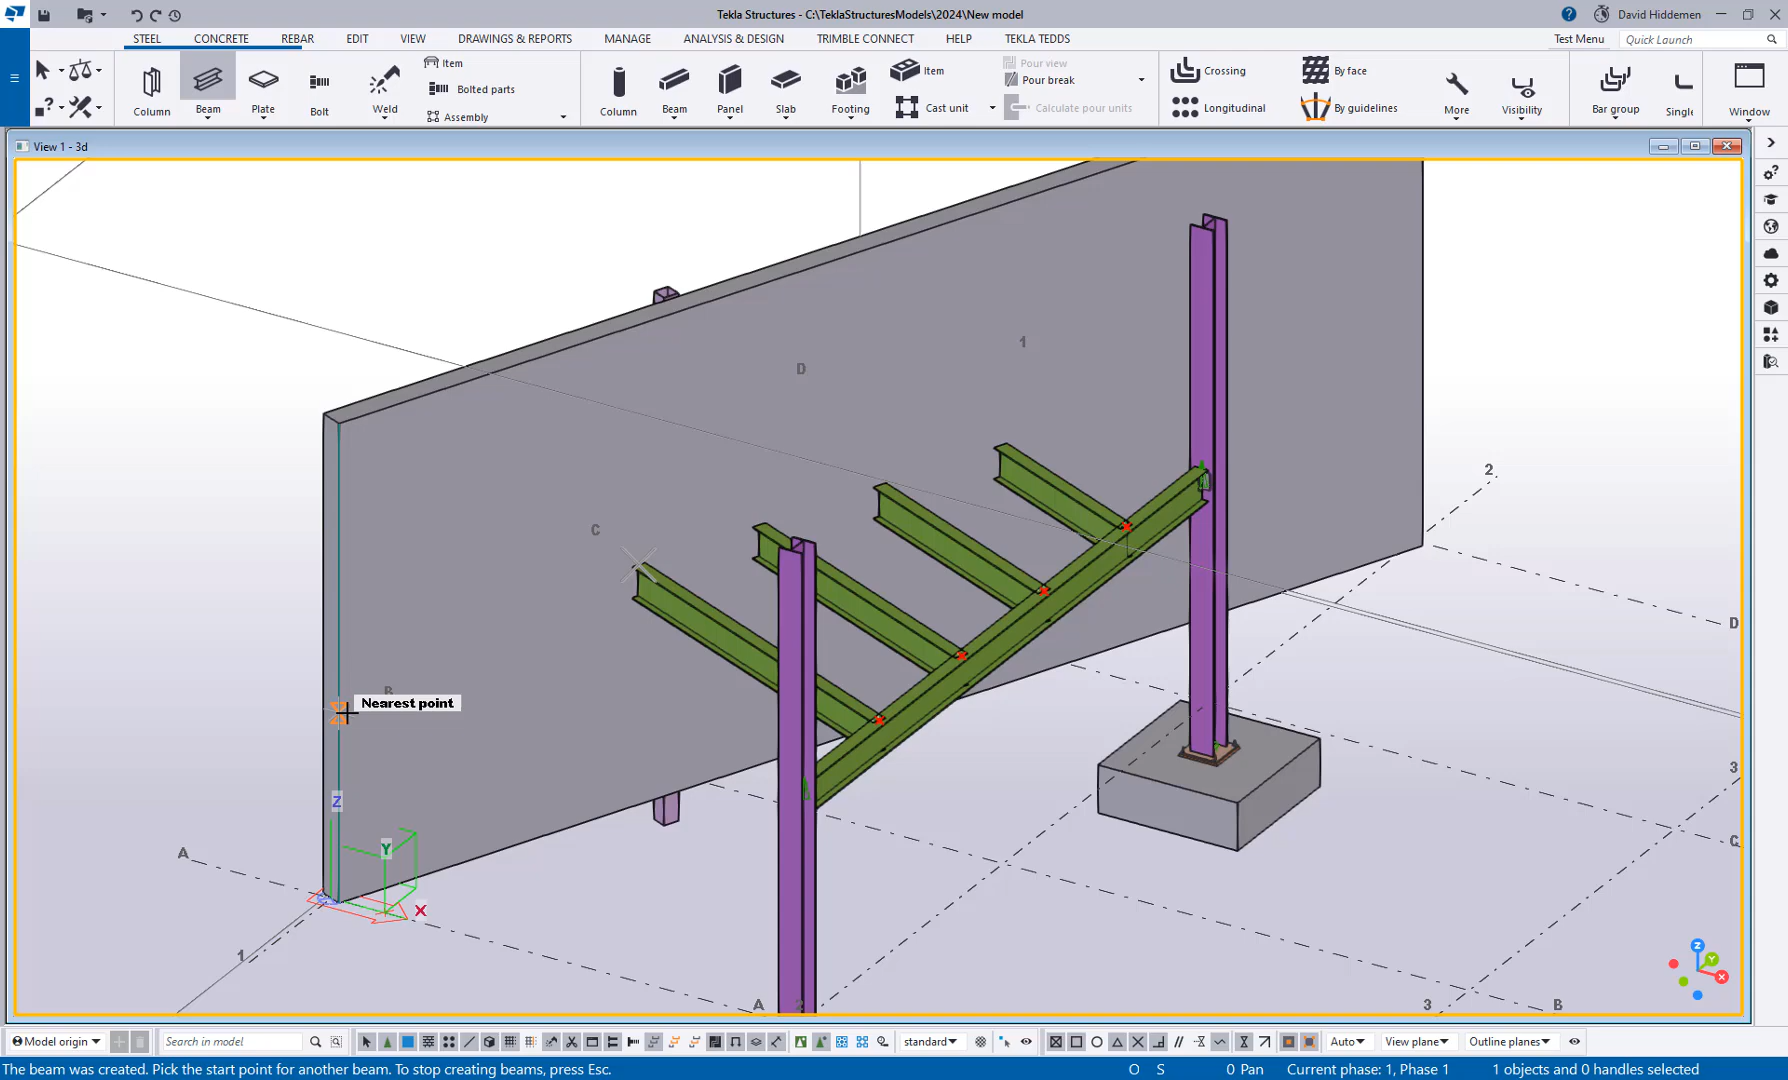 Tekla Structures - C:\TeklaStructuresModels\2024\New model
David Hiddemen
STEEL CONCRETE REBAR EDIT VIEW DRAWINGS & REPORTS MANAGE ANALYSIS & DESIGN TRIMBLE CONNECT HELP TEKLA TEDDS
Test Menu Quick Launch
Column Beam Plate Bolt Weld
Item
Bolted parts
Assembly
Column Beam Panel Slab Footing
Item
Cast unit
Pour view
Pour break
Calculate pour units
Crossing
Longitudinal
By face
By guidelines
More Visibility Bar group Single Window
View 1 - 3d
1
D
2
C
D
B
Nearest point
3
Z
C
Y
A
X
1
A 2 3 B
Z
Y
X
Model origin Search in model standard Auto View plane Outline planes
The beam was created. Pick the start point for another beam. To stop creating beams, press Esc. O S 0 Pan Current phase: 1, Phase 1 1 objects and 0 handles selected